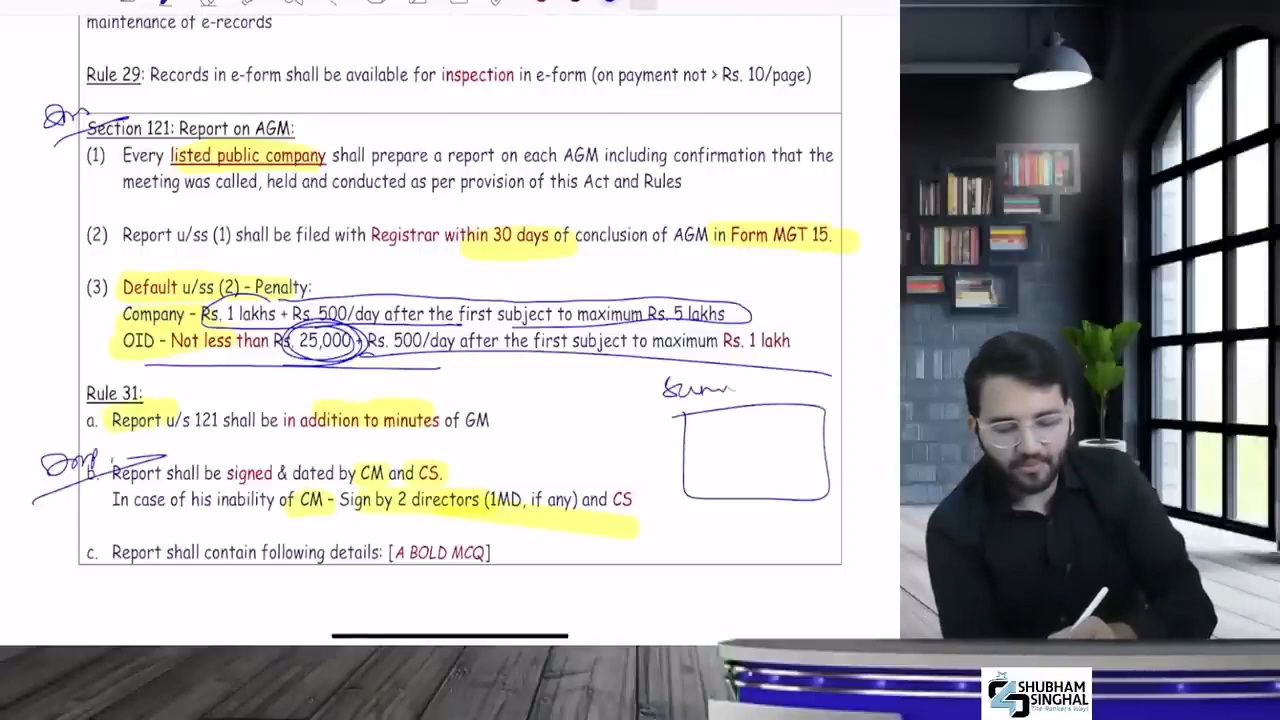 maintenance of e-records
Rule 29: Records in e-form shall be available for inspection in e-form (on payment not > Rs. 10/page)
Section 121: Report on AGM:
(1) Every listed public company shall prepare a report on each AGM including confirmation that the
meeting was called, held and conducted as per provision of this Act and Rules
(2) Report u/ss (1) shall be filed with Registrar within 30 days of conclusion of AGM in Form MGT 15.
(3) Default u/ss (2) - Penalty:
Company - Rs. 1 lakhs + Rs. 500/day after the first subject to maximum Rs. 5 lakhs
OID - Not less than Rs. 25,000 + Rs. 500/day after the first subject to maximum Rs. 1 lakh
Rule 31:
Summ
a. Report u/s 121 shall be in addition to minutes of GM
b. Report shall be signed & dated by CM and CS.
In case of his inability of CM - Sign by 2 directors (1MD, if any) and CS
c. Report shall contain following details: [A BOLD MCQ]
SHUBHAM
SINGHAL
The Ranker's Way!